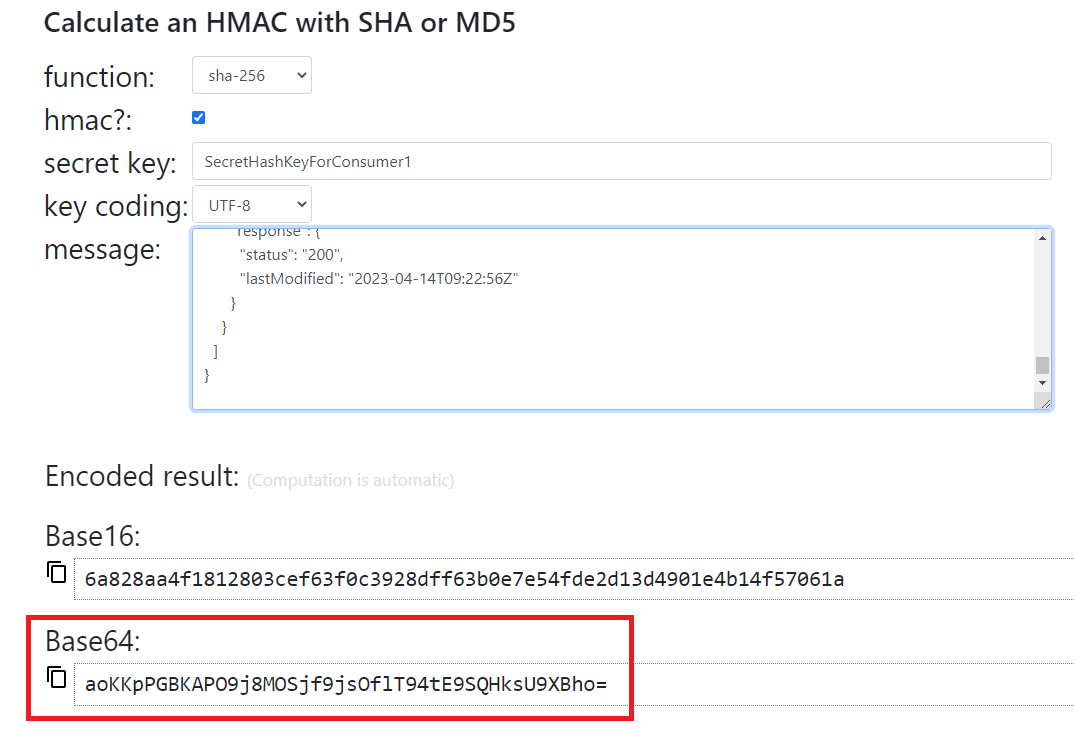 Calculate an HMAC with SHA or MD5
function: sha-256
hmac?:
secret key: SecretHashKeyForConsumer1
key coding: UTF-8
message:
"response": {
"status": "200",
"lastModified": "2023-04-14T09:22:56Z"
}
}
]
}
Encoded result: (Computation is automatic)
Base16:
6a828aa4f1812803cef63f0c3928dff63b0e7e54fde2d13d4901e4b14f57061a
Base64:
aoKKpPGBKAPO9j8MOSjf9jsOflT94tE9SQHksU9XBho=